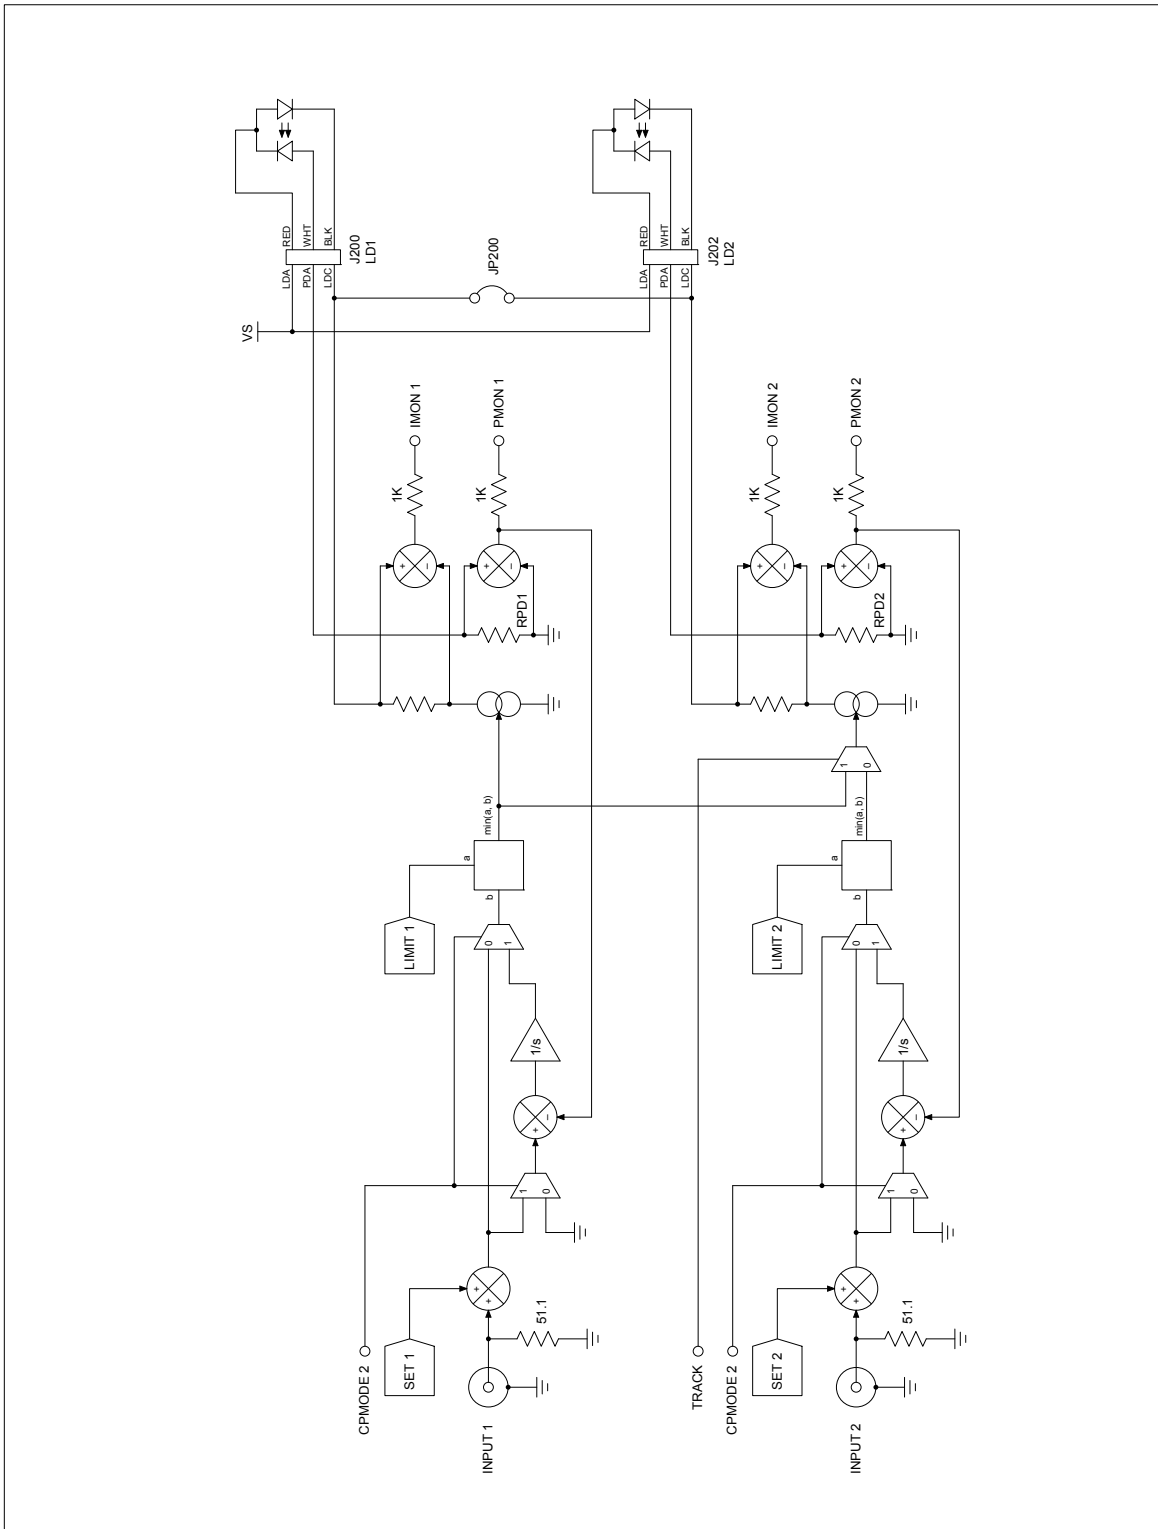 CPMODE 2
SET 1
INPUT 1
51.1
+
+
1
0
+
−
1/s
0
1
LIMIT 1
a
b
min(a, b)
RPD1
+
−
1K
IMON 1
+
−
1K
PMON 1
VS
LDA
RED
PDA
WHT
LDC
BLK
J200
LD1
JP200
TRACK
CPMODE 2
SET 2
INPUT 2
51.1
+
+
1
0
+
−
1/s
0
1
LIMIT 2
a
b
min(a, b)
1
0
RPD2
+
−
1K
IMON 2
+
−
1K
PMON 2
LDA
RED
PDA
WHT
LDC
BLK
J202
LD2